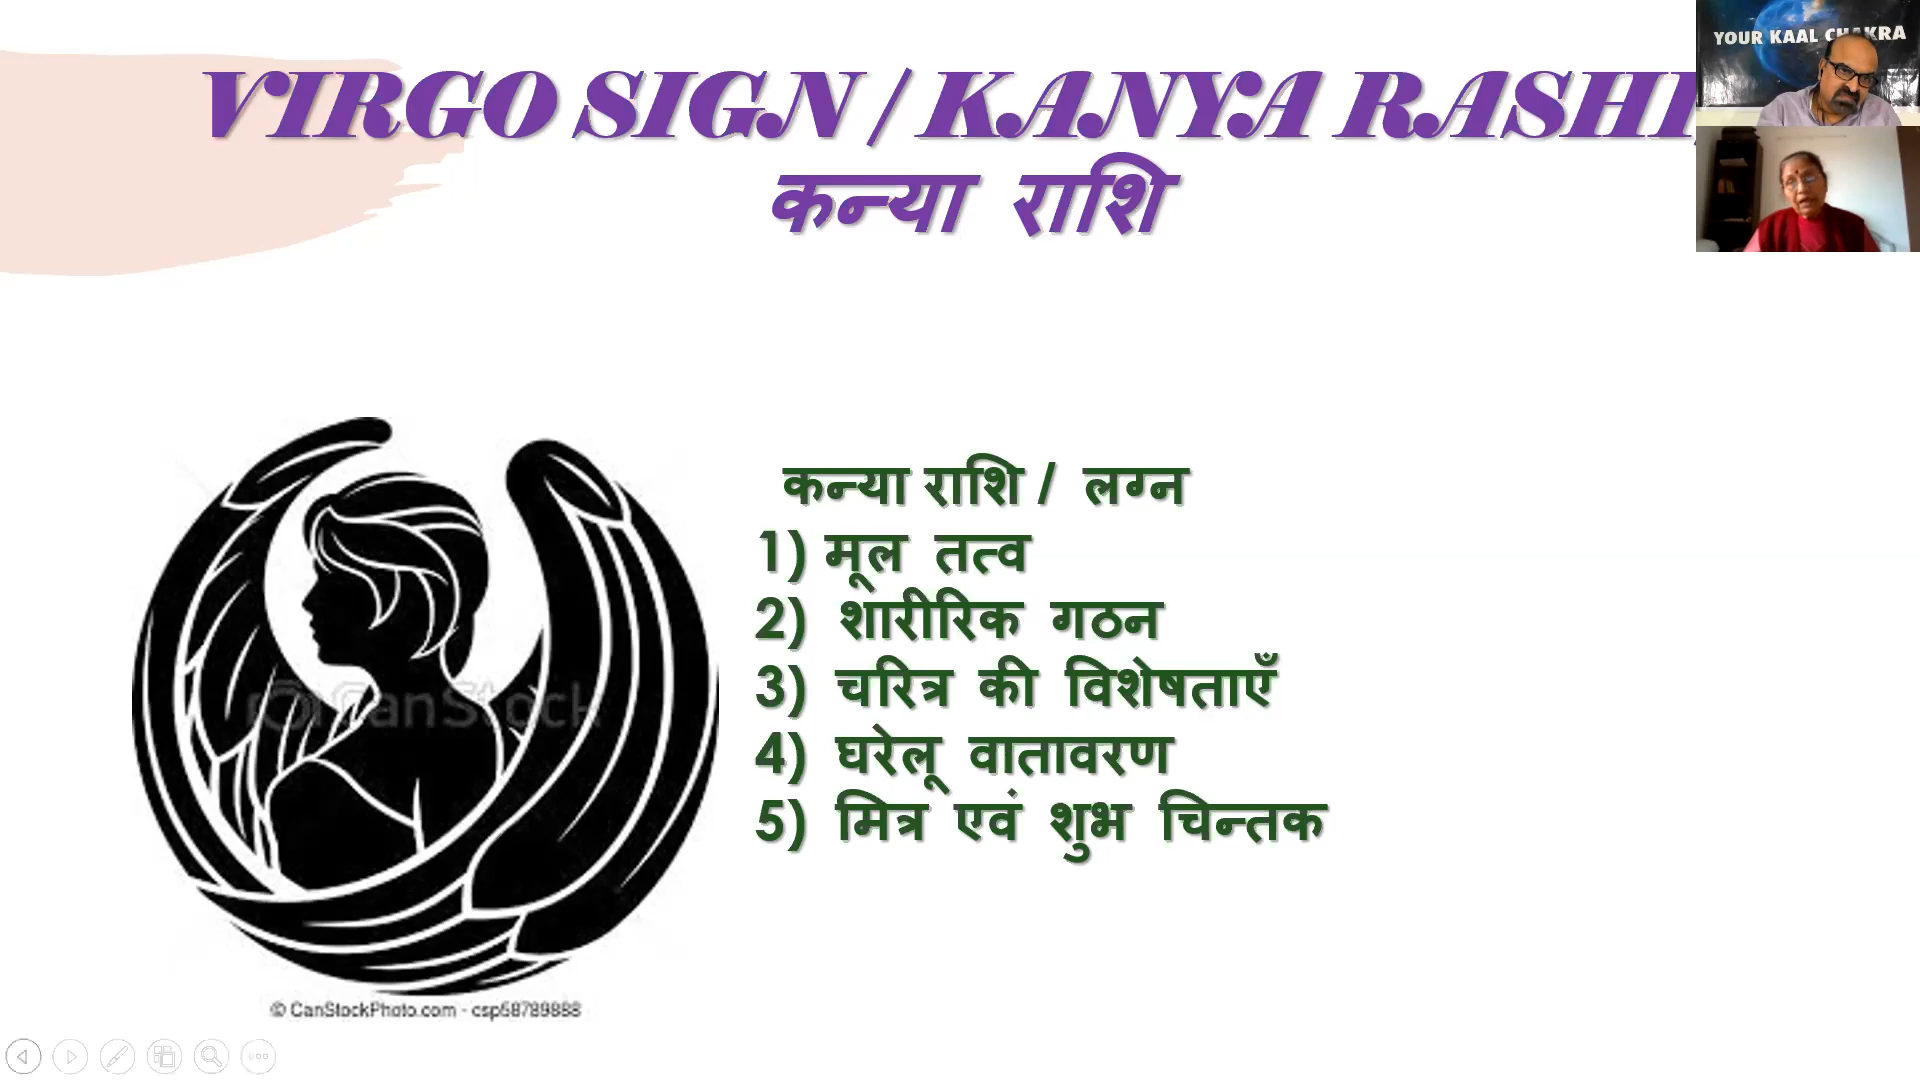 VIRGO SIGN / KANYA RASHI
कन्या राशि
YOUR KAAL CHAKRA
कन्या राशि / लग्न
1) मूल तत्व
2) शारीरिक गठन
3) चरित्र की विशेषताएँ
4) घरेलू वातावरण
5) मित्र एवं शुभ चिन्तक
CanStock
© CanStockPhoto.com - csp58789888